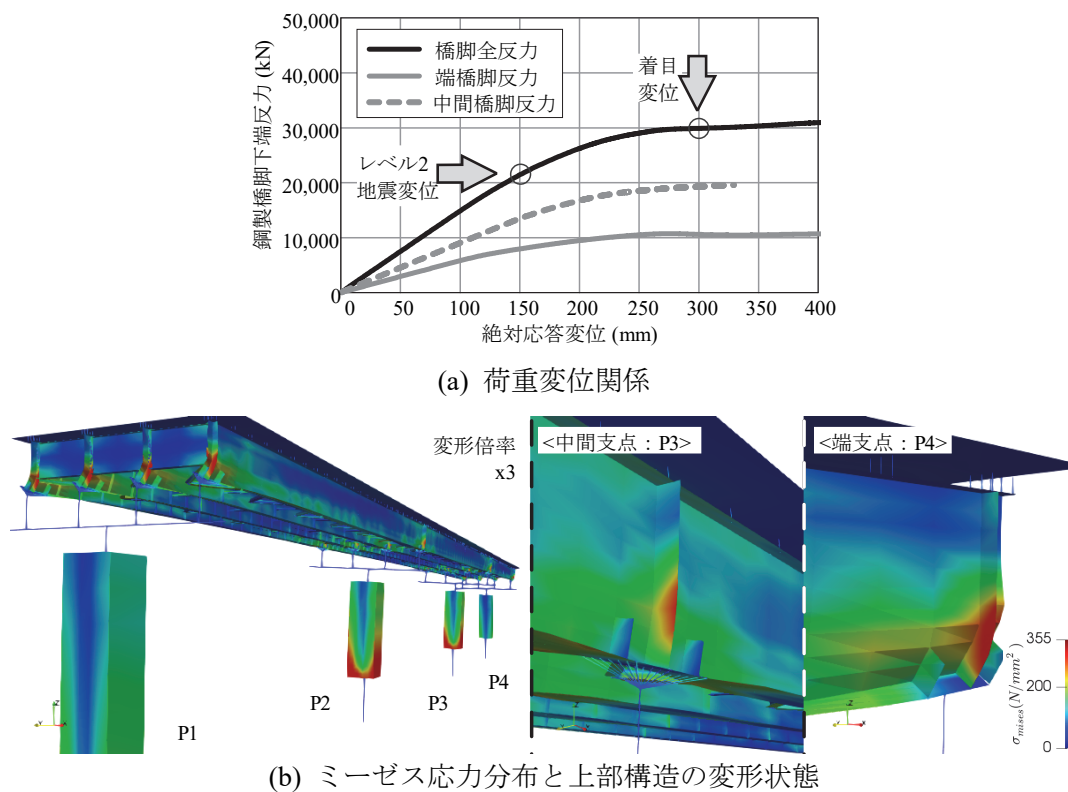 50,000
40,000
30,000
20,000
10,000
0
鋼製橋脚下端反力 (kN)
橋脚全反力
端橋脚反力
中間橋脚反力
着目
変位
レベル2
地震変位
0 50 100 150 200 250 300 350 400
絶対応答変位 (mm)
(a) 荷重変位関係
変形倍率
x3
<中間支点：P3>
<端支点：P4>
P1
P2
P3
P4
355
200
0
σmises(N/mm²)
(b) ミーゼス応力分布と上部構造の変形状態